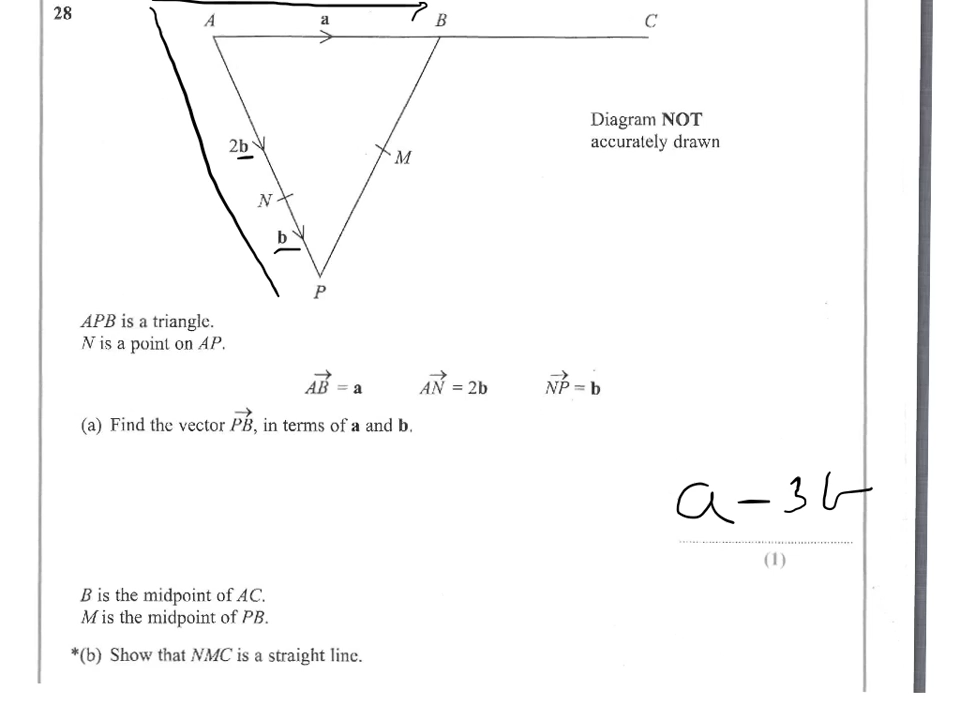 28
A a B C
Diagram NOT
accurately drawn
2b
M
N
b
P
APB is a triangle.
N is a point on AP.
AB = a AN = 2b NP = b
(a) Find the vector PB, in terms of a and b.
a - 3b
(1)
B is the midpoint of AC.
M is the midpoint of PB.
*(b) Show that NMC is a straight line.